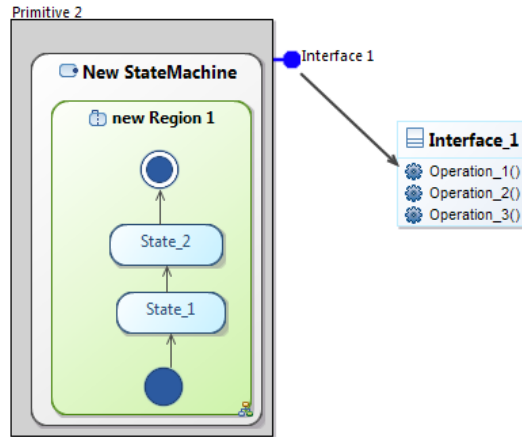 Primitive 2
New StateMachine
Interface 1
new Region 1
Interface_1
Operation_1()
Operation_2()
Operation_3()
State_2
State_1